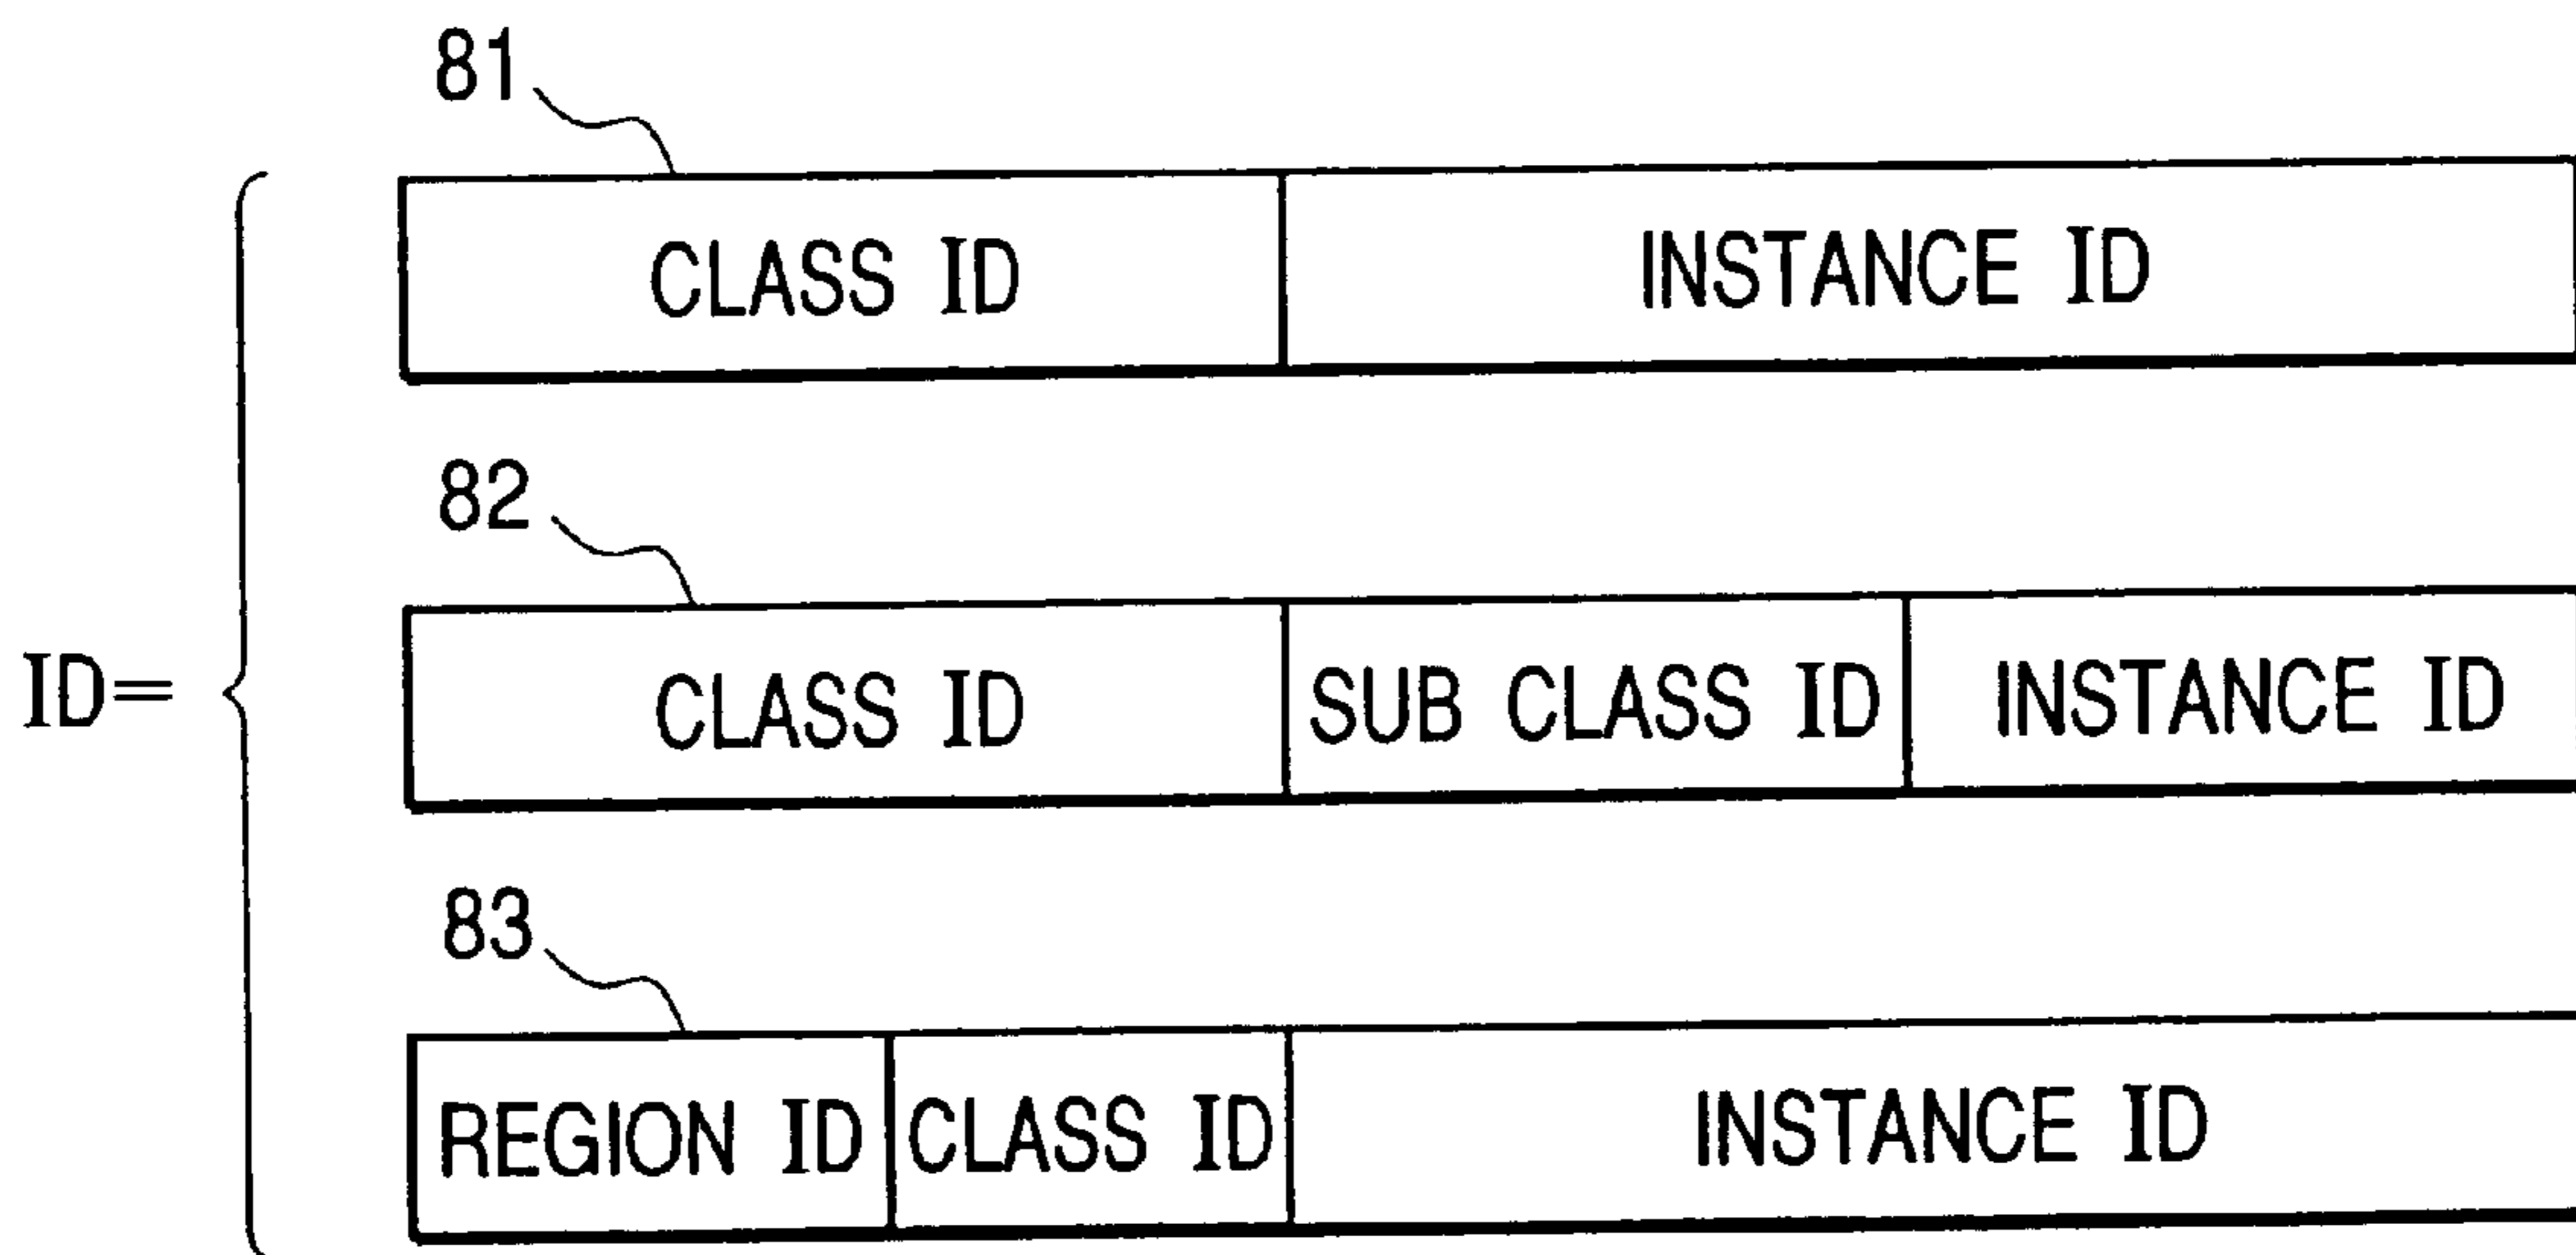 81
CLASS ID INSTANCE ID
82
ID= CLASS ID SUB CLASS ID INSTANCE ID
83
REGION ID CLASS ID INSTANCE ID